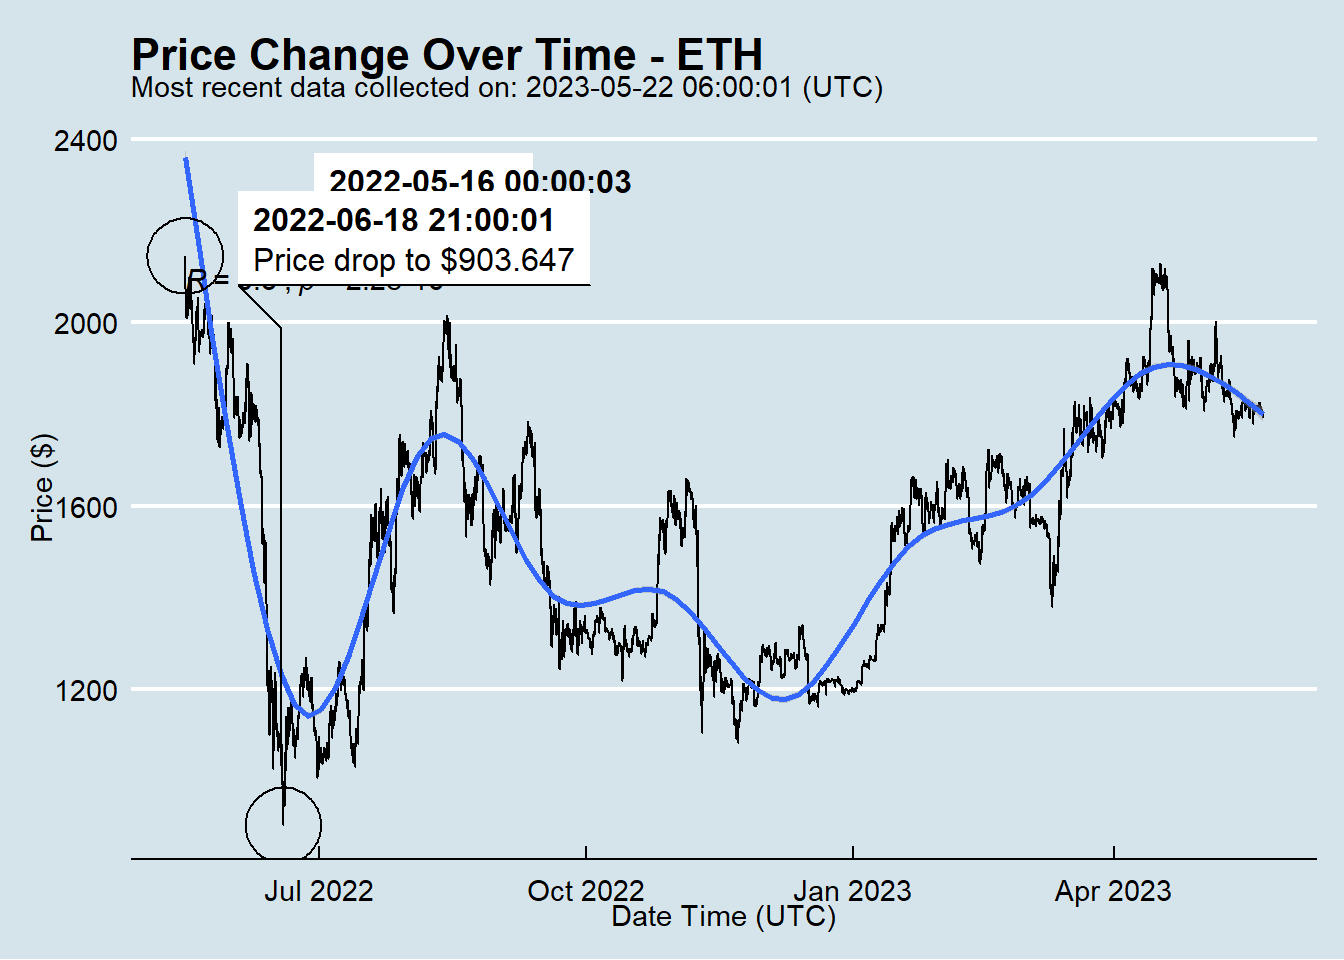 Price Change Over Time - ETH
Most recent data collected on: 2023-05-22 06:00:01 (UTC)
2400
2000
1600
1200
Price ($)
2022-05-16 00:00:03
2022-06-18 21:00:01
Price drop to $903.647
R =
Jul 2022
Oct 2022
Jan 2023
Apr 2023
Date Time (UTC)